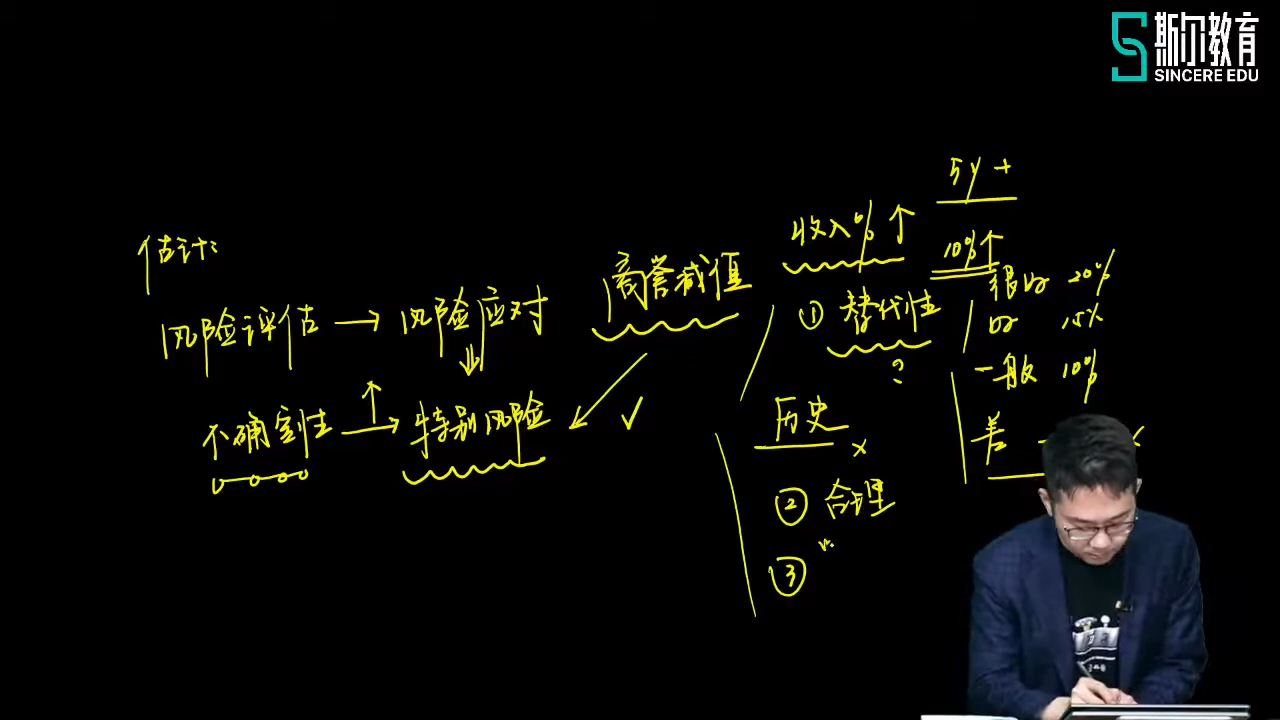 斯尔教育
SINCERE EDU
估计:
风险评估 → 风险应对
不确定性 → 特别风险
商誉减值
收入% ↑
5y +
10%↑
① 替代性
?
历史
② 合理
③
很好 20%
好 15%
一般 10%
差